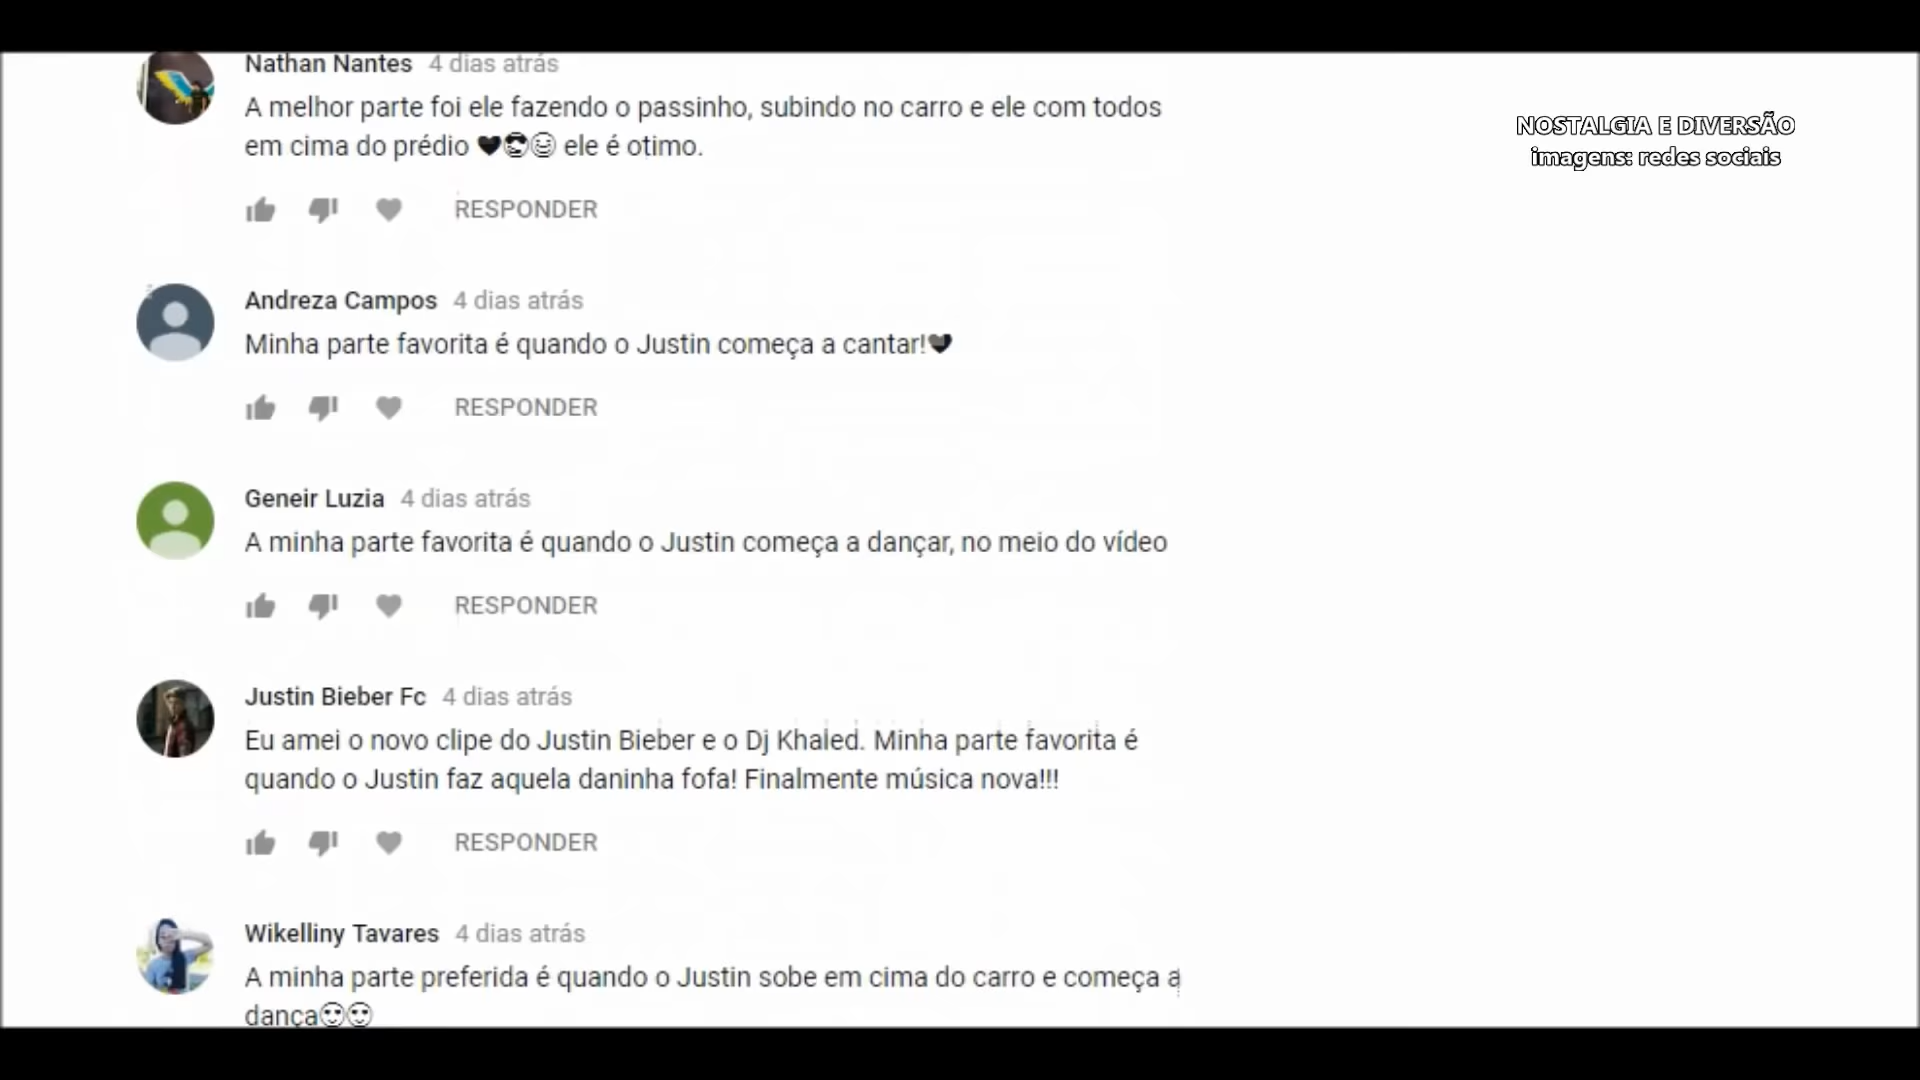 Nathan Nantes 4 dias atrás
A melhor parte foi ele fazendo o passinho, subindo no carro e ele com todos
em cima do prédio 🖤😎😄 ele é otimo.
RESPONDER
NOSTALGIA E DIVERSÃO
imagens: redes sociais
Andreza Campos 4 dias atrás
Minha parte favorita é quando o Justin começa a cantar!🖤
RESPONDER
Geneir Luzia 4 dias atrás
A minha parte favorita é quando o Justin começa a dançar, no meio do vídeo
RESPONDER
Justin Bieber Fc 4 dias atrás
Eu amei o novo clipe do Justin Bieber e o Dj Khaled. Minha parte favorita é
quando o Justin faz aquela daninha fofa! Finalmente música nova!!!
RESPONDER
Wikelliny Tavares 4 dias atrás
A minha parte preferida é quando o Justin sobe em cima do carro e começa a
dança😍😍